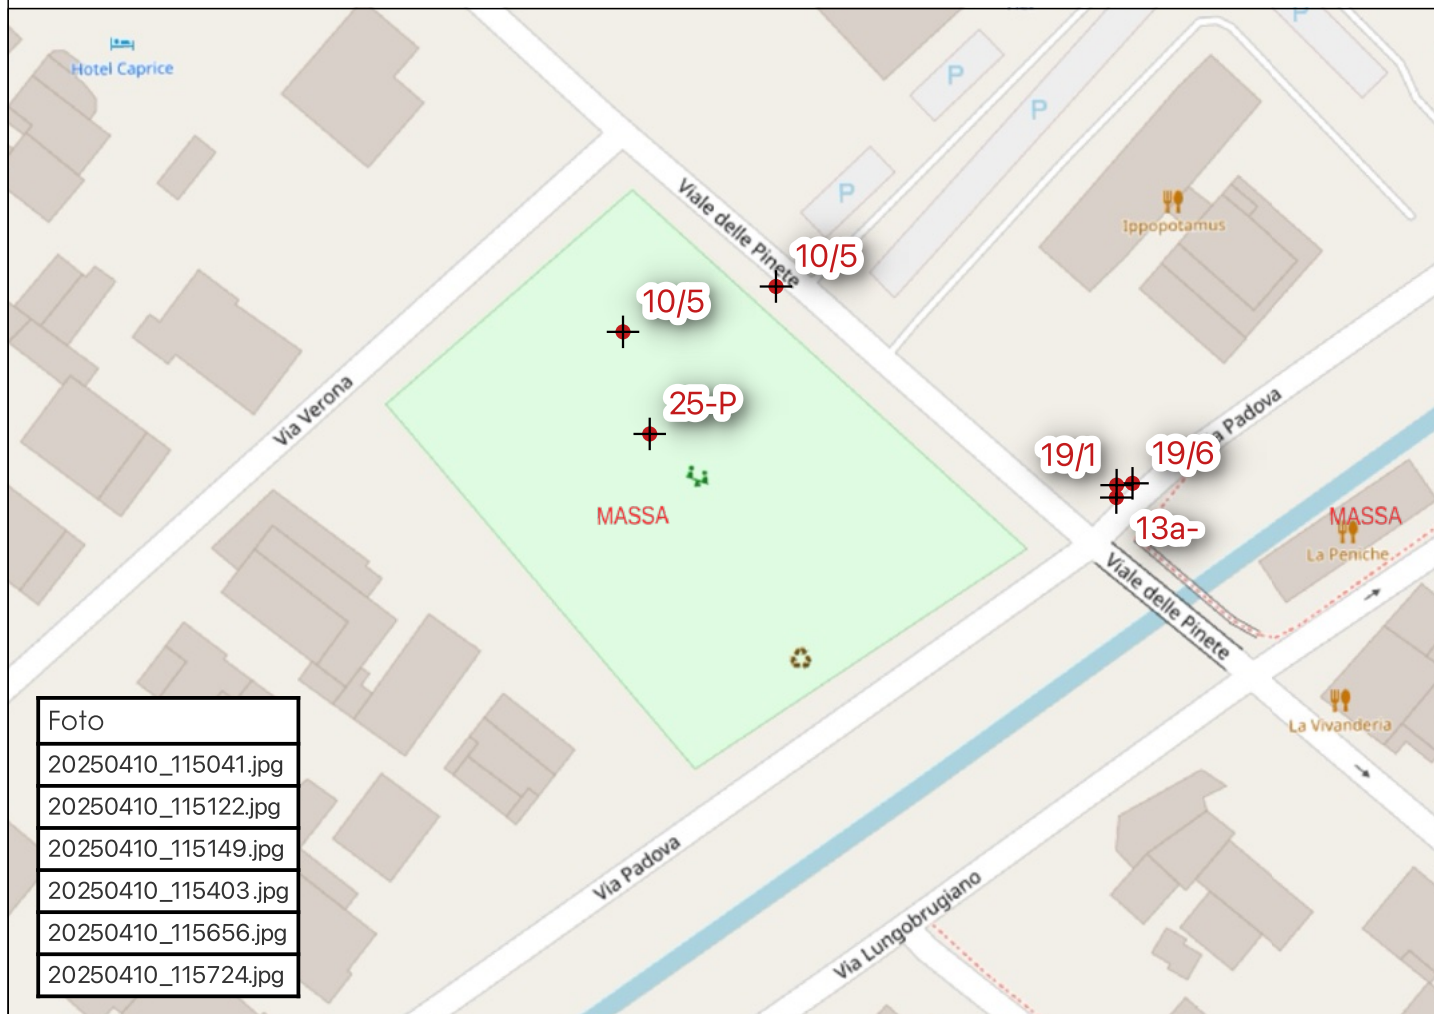 P
Hotel Caprice
P
P
P
Viale delle Pinete
Ippopotamus
10/5
10/5
Via Verona
25-P
Padova
19/1
19/6
MASSA
MASSA
13a-
La Peniche
Viale delle Pinete
Foto
20250410_115041.jpg
20250410_115122.jpg
20250410_115149.jpg
20250410_115403.jpg
20250410_115656.jpg
20250410_115724.jpg
La Vivanderia
Via Padova
Via Lungobrugiano